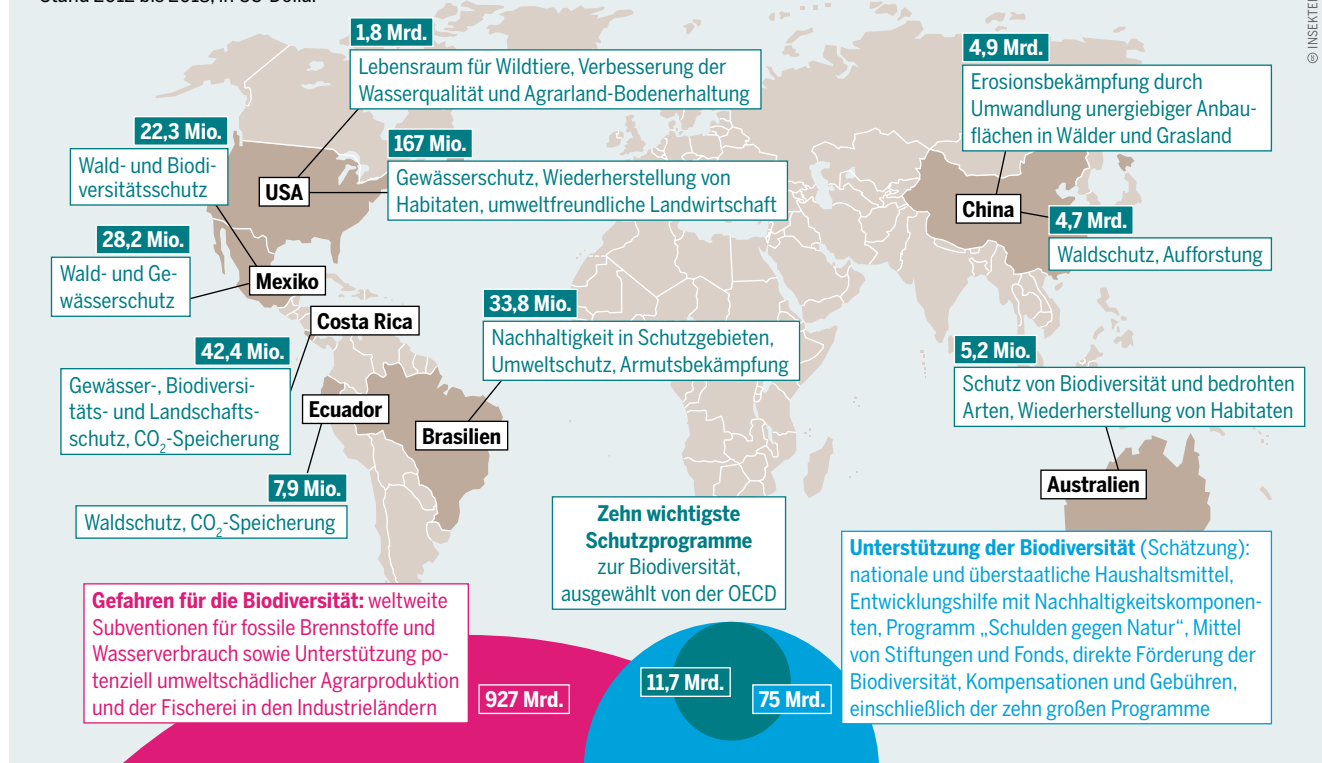 1,8 Mrd.
Lebensraum für Wildtiere, Verbesserung der
Wasserqualität und Agrarland-Bodenerhaltung
4,9 Mrd.
Erosionsbekämpfung durch
Umwandlung unergiebiger Anbau-
flächen in Wälder und Grasland
22,3 Mio.
Wald- und Biodi-
versitätsschutz
167 Mio.
Gewässerschutz, Wiederherstellung von
Habitaten, umweltfreundliche Landwirtschaft
USA
China
4,7 Mrd.
Waldschutz, Aufforstung
28,2 Mio.
Wald- und Ge-
wässerschutz
Mexiko
Costa Rica
33,8 Mio.
Nachhaltigkeit in Schutzgebieten,
Umweltschutz, Armutsbekämpfung
42,4 Mio.
Gewässer-, Biodiversi-
täts- und Landschafts-
schutz, CO₂-Speicherung
5,2 Mio.
Schutz von Biodiversität und bedrohten
Arten, Wiederherstellung von Habitaten
Ecuador
Brasilien
Australien
7,9 Mio.
Waldschutz, CO₂-Speicherung
Zehn wichtigste
Schutzprogramme
zur Biodiversität,
ausgewählt von der OECD
Gefahren für die Biodiversität: weltweite
Subventionen für fossile Brennstoffe und
Wasserverbrauch sowie Unterstützung po-
tenziell umweltschädlicher Agrarproduktion
und der Fischerei in den Industrieländern
927 Mrd.
11,7 Mrd.
75 Mrd.
Unterstützung der Biodiversität (Schätzung):
nationale und überstaatliche Haushaltsmittel,
Entwicklungshilfe mit Nachhaltigkeitskomponen-
ten, Programm „Schulden gegen Natur“, Mittel
von Stiftungen und Fonds, direkte Förderung der
Biodiversität, Kompensationen und Gebühren,
einschließlich der zehn großen Programme